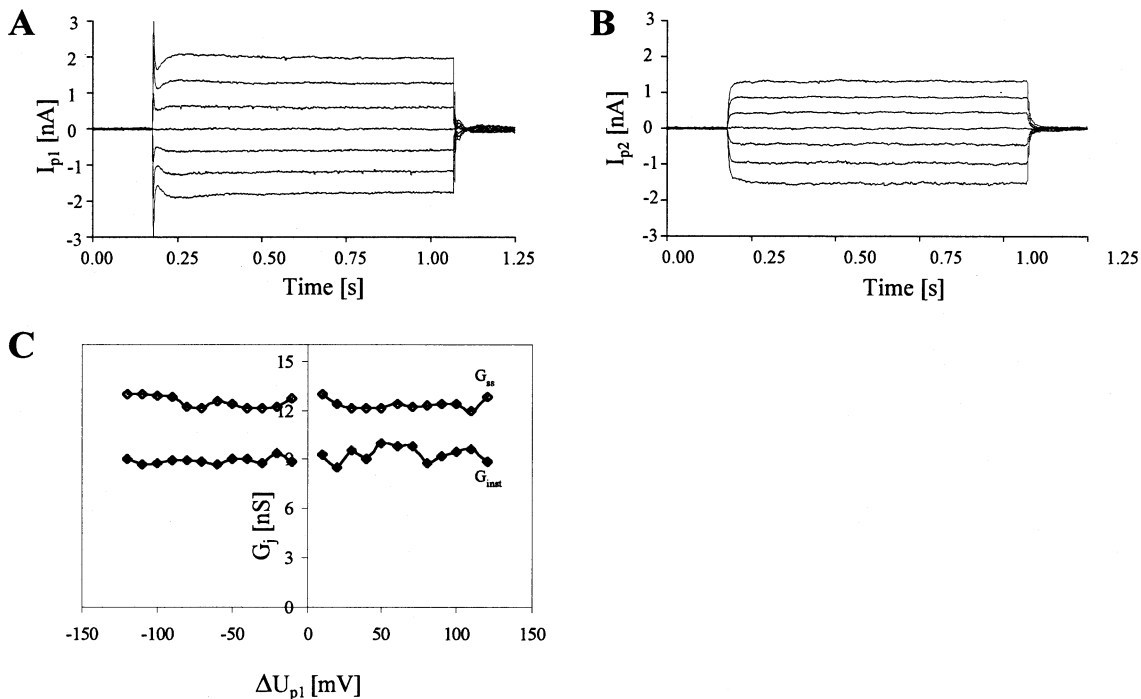 A
I_p1 [nA]
3
2
1
0
-1
-2
-3
0.00 0.25 0.50 0.75 1.00 1.25
Time [s]
B
I_p2 [nA]
3
2
1
0
-1
-2
-3
0.00 0.25 0.50 0.75 1.00 1.25
Time [s]
C
G_j [nS]
15
12
9
6
3
0
G_ss
G_inst
-150 -100 -50 0 50 100 150
ΔU_p1 [mV]